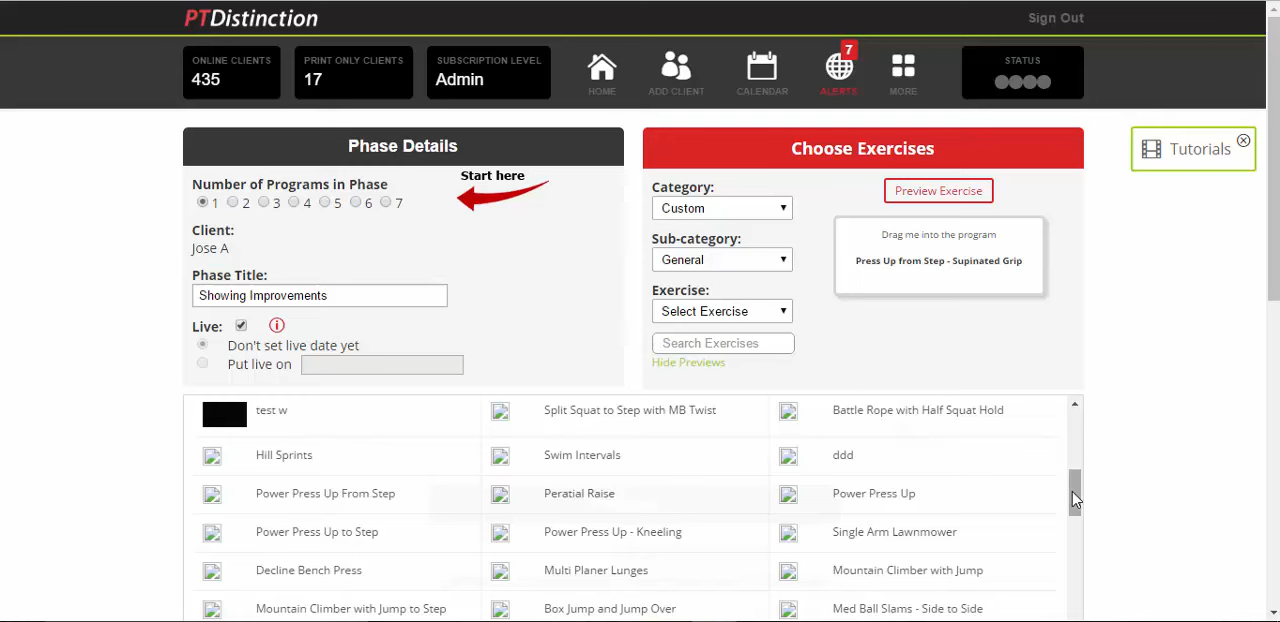 PTDistinction
Sign Out
ONLINE CLIENTS
435
PRINT ONLY CLIENTS
17
SUBSCRIPTION LEVEL
Admin
HOME
ADD CLIENT
CALENDAR
7
ALERTS
MORE
STATUS
Phase Details
Number of Programs in Phase
1 2 3 4 5 6 7
Start here
Client:
Jose A
Phase Title:
Showing Improvements
Live:
Don't set live date yet
Put live on
Choose Exercises
Category:
Custom
Sub-category:
General
Exercise:
Select Exercise
Search Exercises
Hide Previews
Preview Exercise
Drag me into the program
Press Up from Step - Supinated Grip
Tutorials
test w
Split Squat to Step with MB Twist
Battle Rope with Half Squat Hold
Hill Sprints
Swim Intervals
ddd
Power Press Up From Step
Peratial Raise
Power Press Up
Power Press Up to Step
Power Press Up - Kneeling
Single Arm Lawnmower
Decline Bench Press
Multi Planer Lunges
Mountain Climber with Jump
Mountain Climber with Jump to Step
Box Jump and Jump Over
Med Ball Slams - Side to Side